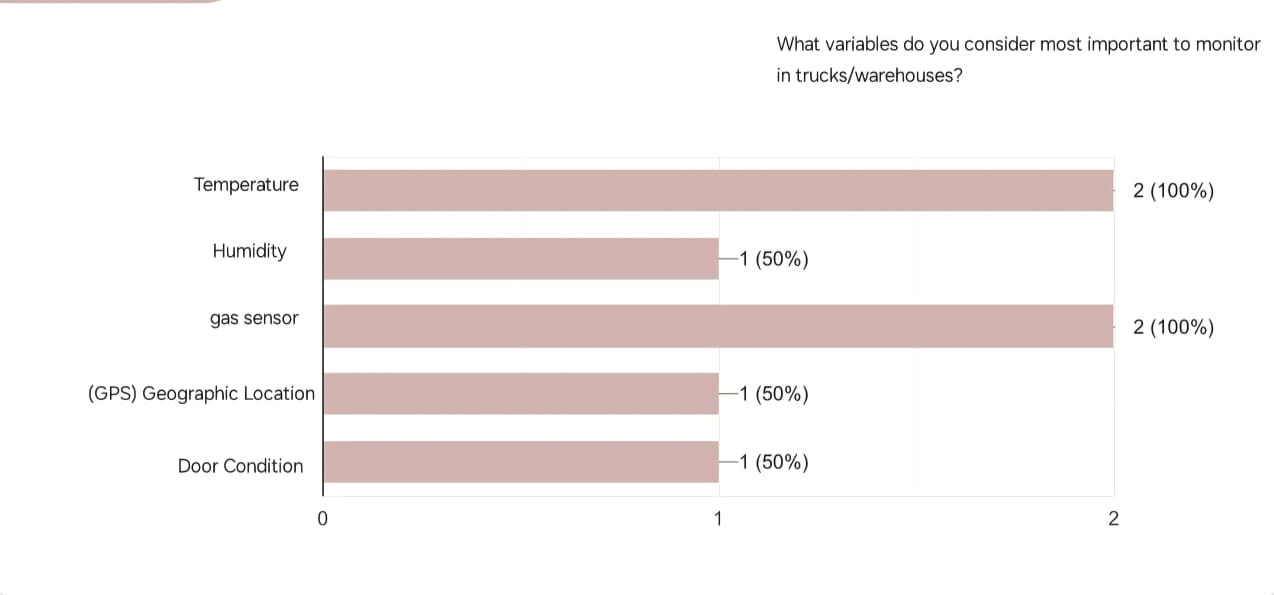 What variables do you consider most important to monitor
in trucks/warehouses?
Temperature
2 (100%)
Humidity
1 (50%)
gas sensor
2 (100%)
(GPS) Geographic Location
1 (50%)
Door Condition
1 (50%)
0
1
2